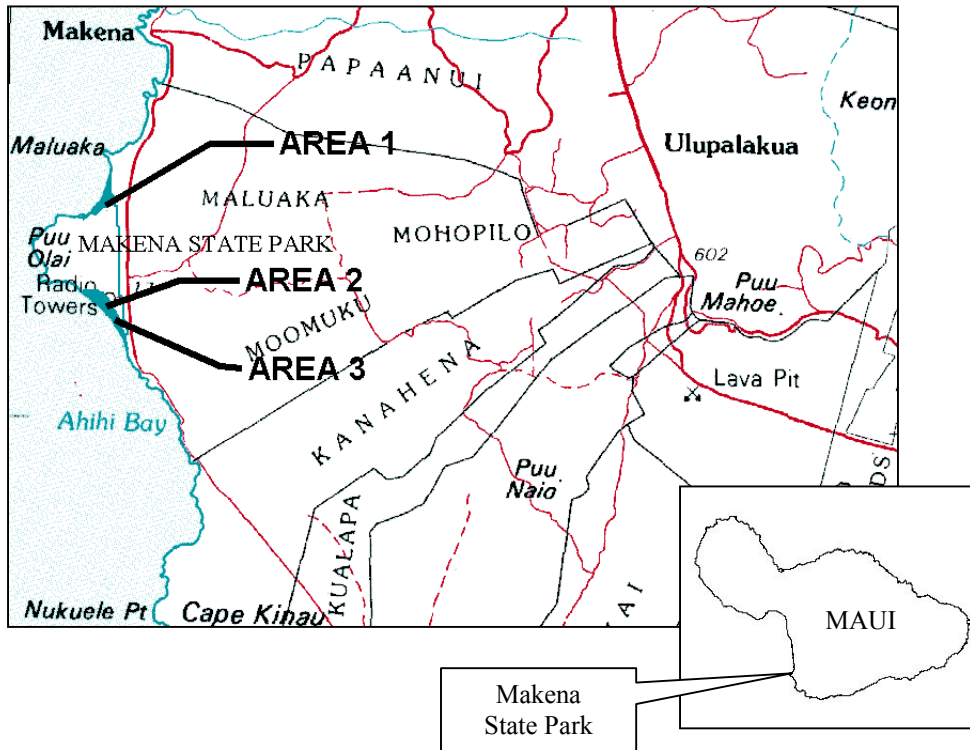 Makena
PAPAANUI
Keon
Maluaka
AREA 1
Ulupalakua
MALUAKA
MOHOPILO
Puu
Olai
MAKENA STATE PARK
602
Radio
Towers
AREA 2
Puu
Mahoe
MOOMUKU
AREA 3
KANAHENA
Lava Pit
Ahihi Bay
Puu
Naio
DS
KUALAPA
AI
Nukuele Pt
Cape Kinau
MAUI
Makena
State Park